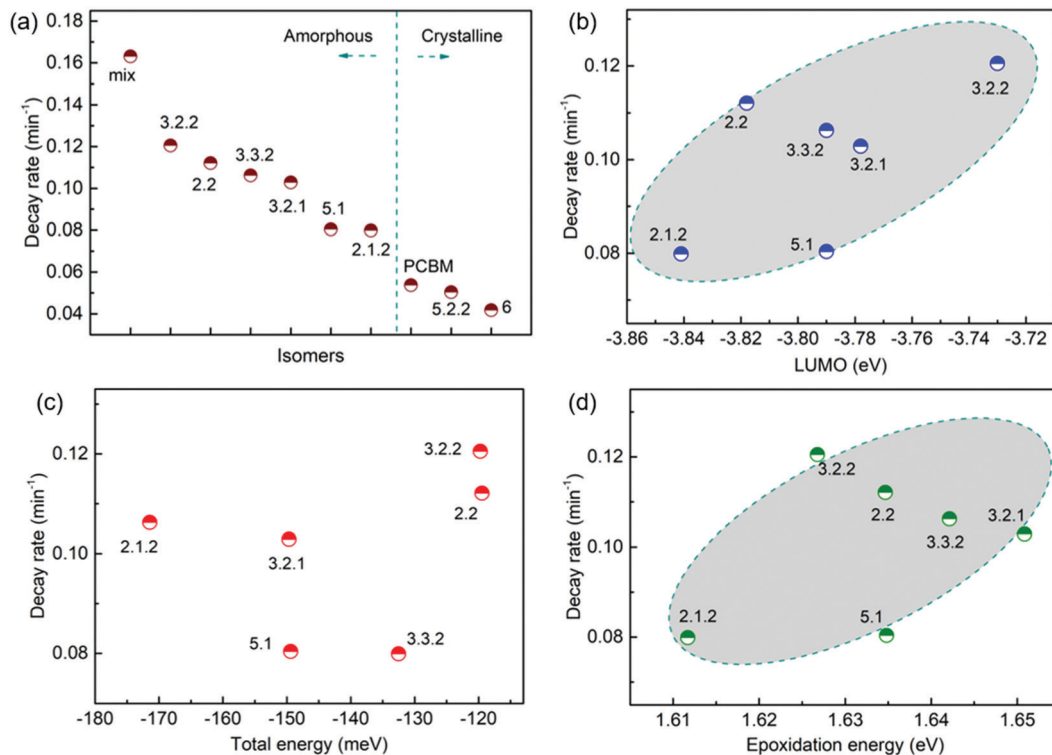 (a)
0.18
0.16
0.14
0.12
0.10
0.08
0.06
0.04
Decay rate (min⁻¹)
Amorphous
Crystalline
mix
3.2.2
2.2
3.3.2
3.2.1
5.1
2.1.2
PCBM
5.2.2
6
Isomers
(b)
0.12
0.10
0.08
Decay rate (min⁻¹)
3.2.2
2.2
3.3.2
3.2.1
2.1.2
5.1
-3.86 -3.84 -3.82 -3.80 -3.78 -3.76 -3.74 -3.72
LUMO (eV)
(c)
0.12
0.10
0.08
Decay rate (min⁻¹)
3.2.2
2.2
2.1.2
3.2.1
5.1
3.3.2
-180 -170 -160 -150 -140 -130 -120
Total energy (meV)
(d)
0.12
0.10
0.08
Decay rate (min⁻¹)
3.2.2
2.2
3.3.2
3.2.1
2.1.2
5.1
1.61 1.62 1.63 1.64 1.65
Epoxidation energy (eV)